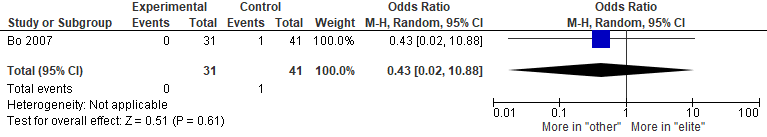 Experimental Control Odds Ratio Odds Ratio
Study or Subgroup Events Total Events Total Weight M-H, Random, 95% CI M-H, Random, 95% CI
Bo 2007 0 31 1 41 100.0% 0.43 [0.02, 10.88]
Total (95% CI) 31 41 100.0% 0.43 [0.02, 10.88]
Total events 0 1
Heterogeneity: Not applicable
Test for overall effect: Z = 0.51 (P = 0.61)
0.01 0.1 1 10 100
More in "other" More in "elite"